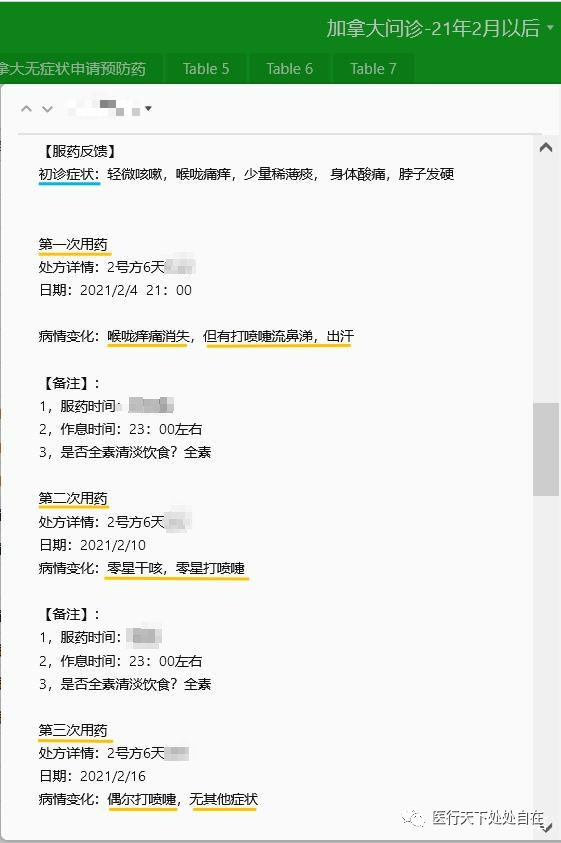 加拿大问诊-21年2月以后
拿大无症状申请预防药 Table 5 Table 6 Table 7
【服药反馈】
初诊症状：轻微咳嗽，喉咙痛痒，少量稀薄痰， 身体酸痛，脖子发硬
第一次用药
处方详情：2号方6天
日期：2021/2/4 21：00
病情变化：喉咙痒痛消失，但有打喷嚏流鼻涕，出汗
【备注】：
1，服药时间：
2，作息时间：23：00左右
3，是否全素清淡饮食？全素
第二次用药
处方详情：2号方6天
日期：2021/2/10
病情变化：零星干咳，零星打喷嚏
【备注】：
1，服药时间：
2，作息时间：23：00左右
3，是否全素清淡饮食？全素
第三次用药
处方详情：2号方6天
日期：2021/2/16
病情变化：偶尔打喷嚏，无其他症状
医行天下处处自在